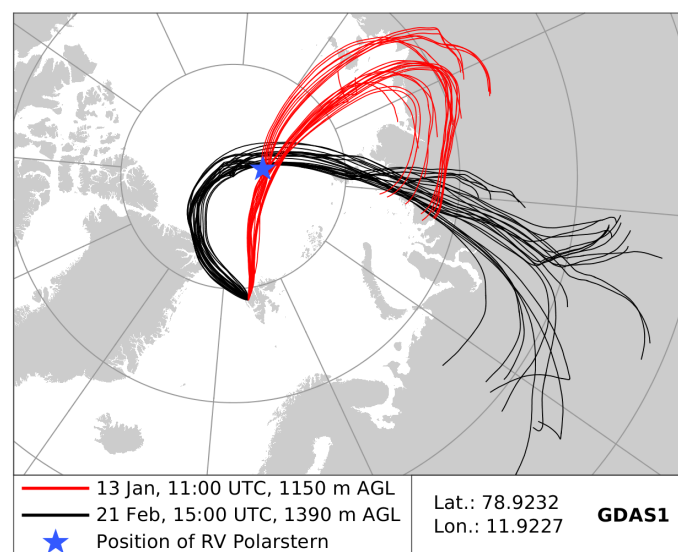 13 Jan, 11:00 UTC, 1150 m AGL
21 Feb, 15:00 UTC, 1390 m AGL
Position of RV Polarstern
Lat.: 78.9232
Lon.: 11.9227
GDAS1